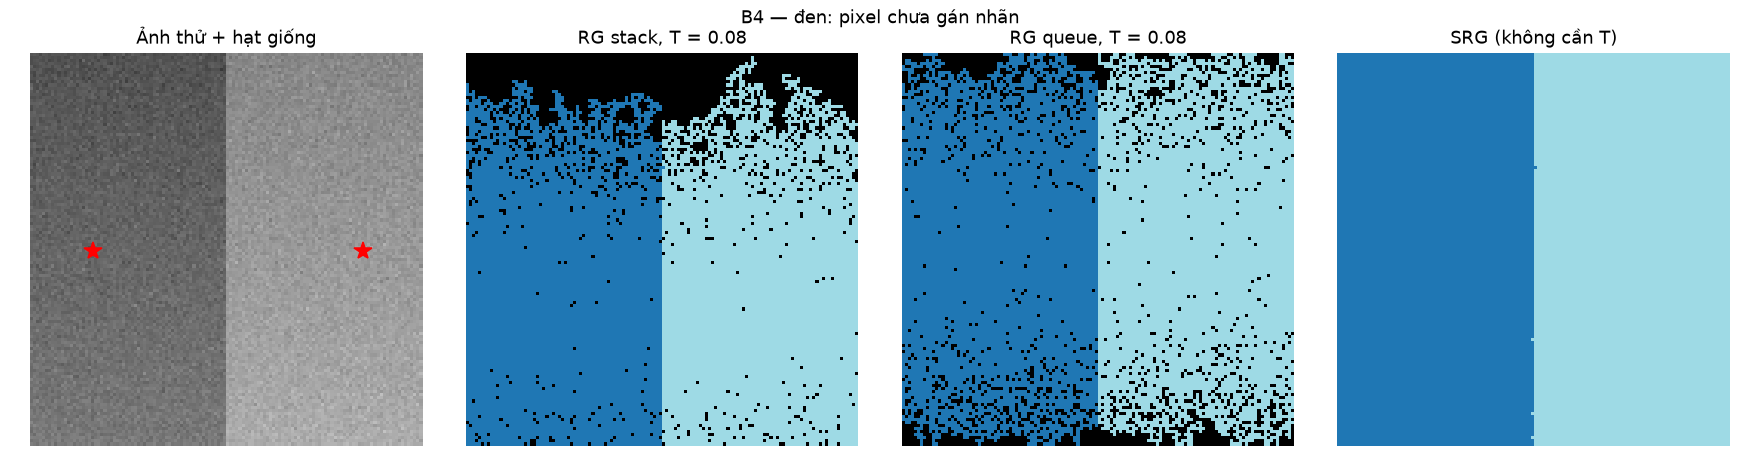 B4 — đen: pixel chưa gán nhãn
Ảnh thử + hạt giống
RG stack, T = 0.08
RG queue, T = 0.08
SRG (không cần T)